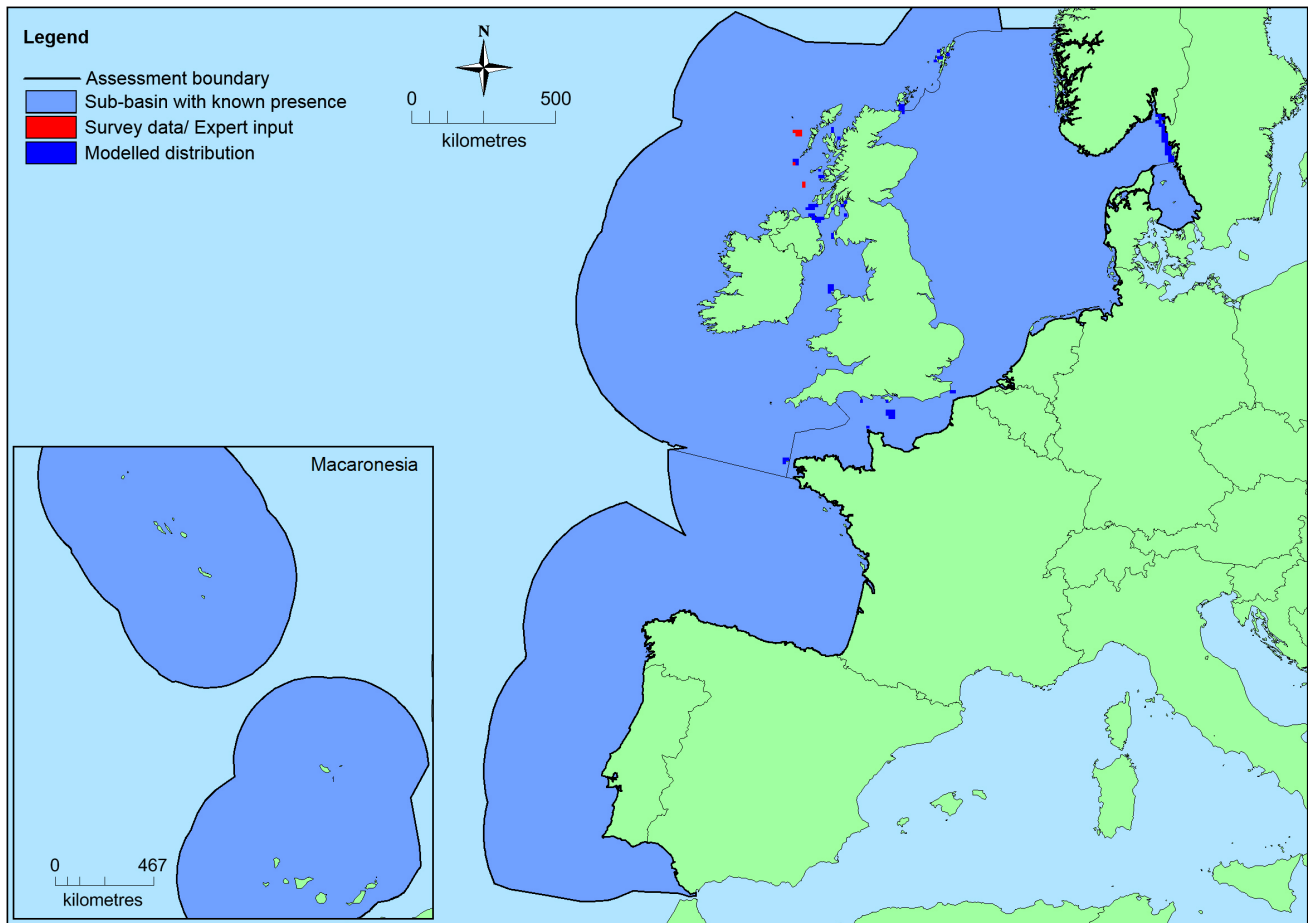 Legend
Assessment boundary
Sub-basin with known presence
Survey data/ Expert input
Modelled distribution
N
0 500
kilometres
Macaronesia
0 467
kilometres